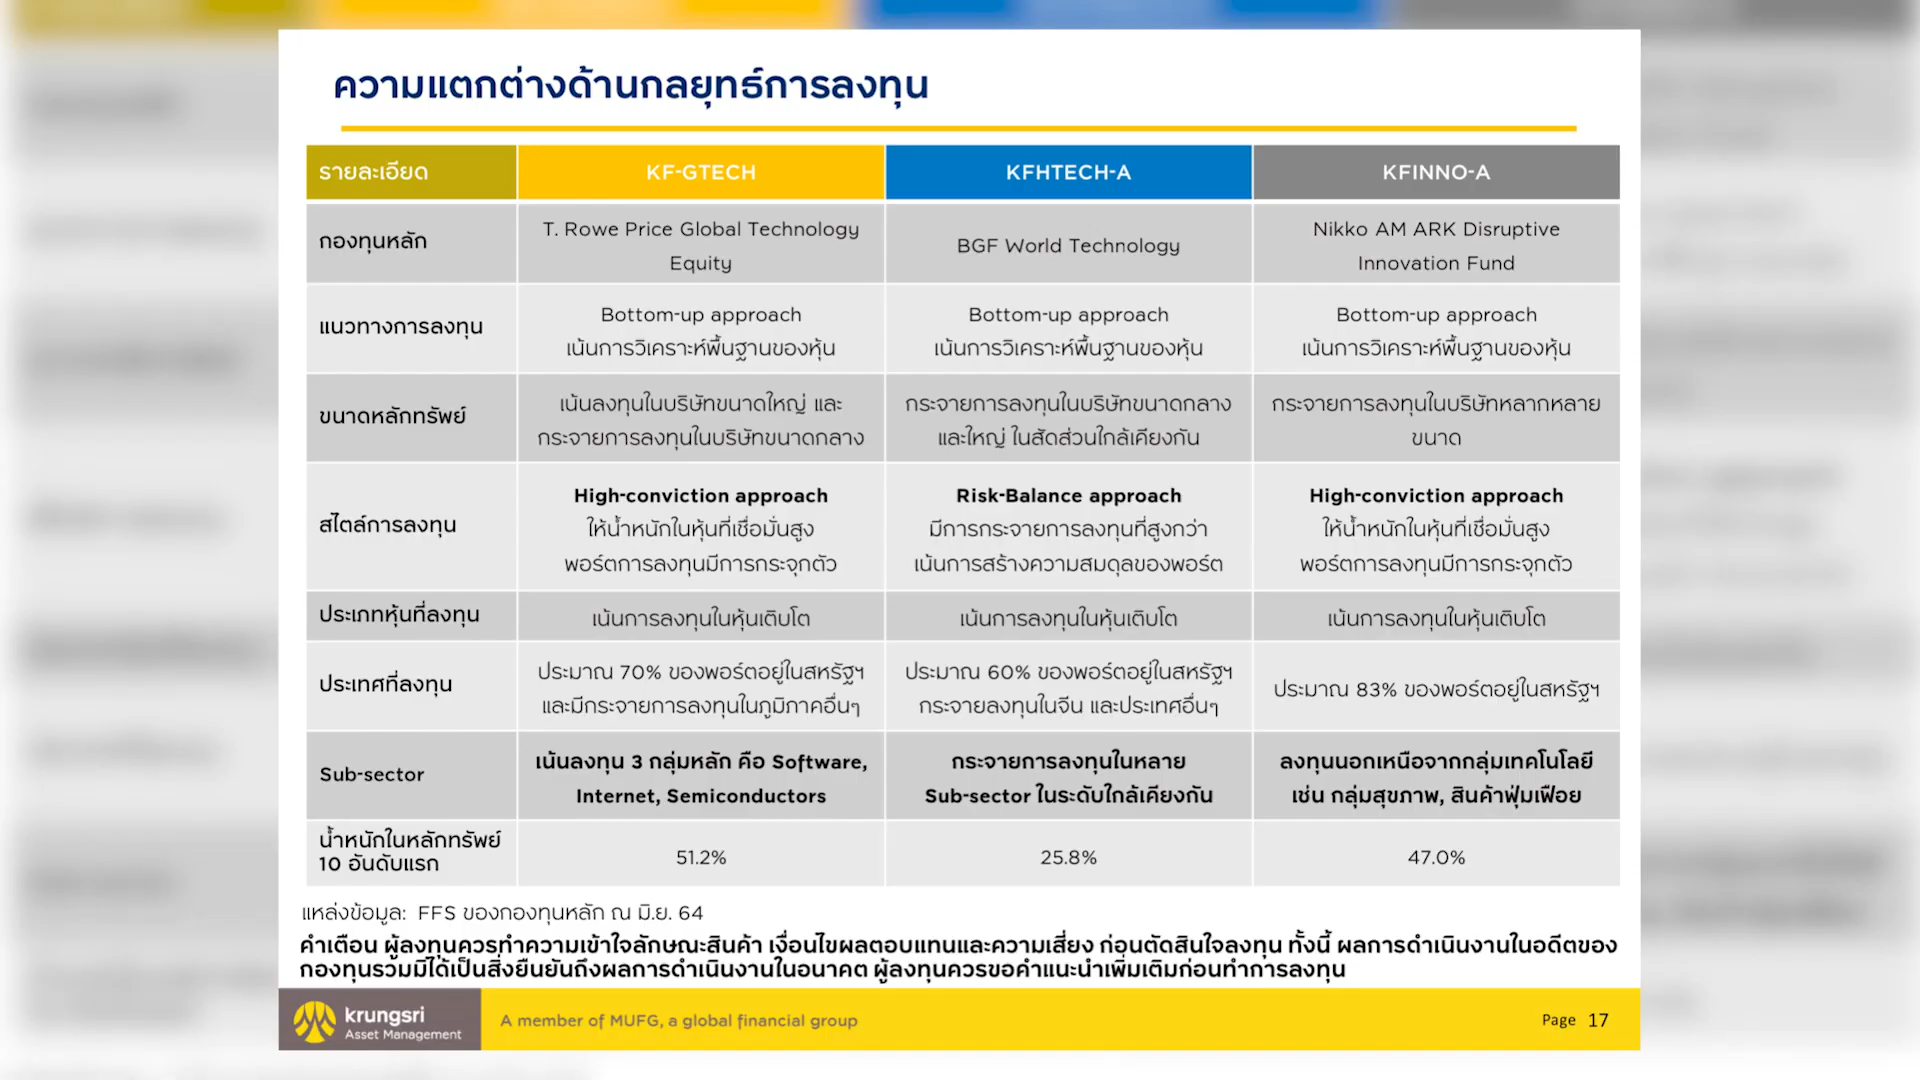 ความแตกต่างด้านกลยุทธ์การลงทุน
รายละเอียด
KF-GTECH
KFHTECH-A
KFINNO-A
กองทุนหลัก
T. Rowe Price Global Technology
Equity
BGF World Technology
Nikko AM ARK Disruptive
Innovation Fund
แนวทางการลงทุน
Bottom-up approach
เน้นการวิเคราะห์พื้นฐานของหุ้น
Bottom-up approach
เน้นการวิเคราะห์พื้นฐานของหุ้น
Bottom-up approach
เน้นการวิเคราะห์พื้นฐานของหุ้น
ขนาดหลักทรัพย์
เน้นลงทุนในบริษัทขนาดใหญ่ และ
กระจายการลงทุนในบริษัทขนาดกลาง
กระจายการลงทุนในบริษัทขนาดกลาง
และใหญ่ ในสัดส่วนใกล้เคียงกัน
กระจายการลงทุนในบริษัทหลากหลาย
ขนาด
สไตล์การลงทุน
High-conviction approach
ให้น้ำหนักในหุ้นที่เชื่อมั่นสูง
พอร์ตการลงทุนมีการกระจุกตัว
Risk-Balance approach
มีการกระจายการลงทุนที่สูงกว่า
เน้นการสร้างความสมดุลของพอร์ต
High-conviction approach
ให้น้ำหนักในหุ้นที่เชื่อมั่นสูง
พอร์ตการลงทุนมีการกระจุกตัว
ประเภทหุ้นที่ลงทุน
เน้นการลงทุนในหุ้นเติบโต
เน้นการลงทุนในหุ้นเติบโต
เน้นการลงทุนในหุ้นเติบโต
ประเทศที่ลงทุน
ประมาณ 70% ของพอร์ตอยู่ในสหรัฐฯ
และมีกระจายการลงทุนในภูมิภาคอื่นๆ
ประมาณ 60% ของพอร์ตอยู่ในสหรัฐฯ
กระจายลงทุนในจีน และประเทศอื่นๆ
ประมาณ 83% ของพอร์ตอยู่ในสหรัฐฯ
Sub-sector
เน้นลงทุน 3 กลุ่มหลัก คือ Software,
Internet, Semiconductors
กระจายการลงทุนในหลาย
Sub-sector ในระดับใกล้เคียงกัน
ลงทุนนอกเหนือจากกลุ่มเทคโนโลยี
เช่น กลุ่มสุขภาพ, สินค้าฟุ่มเฟือย
น้ำหนักในหลักทรัพย์
10 อันดับแรก
51.2%
25.8%
47.0%
แหล่งข้อมูล: FFS ของกองทุนหลัก ณ มิ.ย. 64
คำเตือน ผู้ลงทุนควรทำความเข้าใจลักษณะสินค้า เงื่อนไขผลตอบแทนและความเสี่ยง ก่อนตัดสินใจลงทุน ทั้งนี้ ผลการดำเนินงานในอดีตของ
กองทุนรวมมิได้เป็นสิ่งยืนยันถึงผลการดำเนินงานในอนาคต ผู้ลงทุนควรขอคำแนะนำเพิ่มเติมก่อนทำการลงทุน
krungsri
Asset Management
A member of MUFG, a global financial group
Page 17